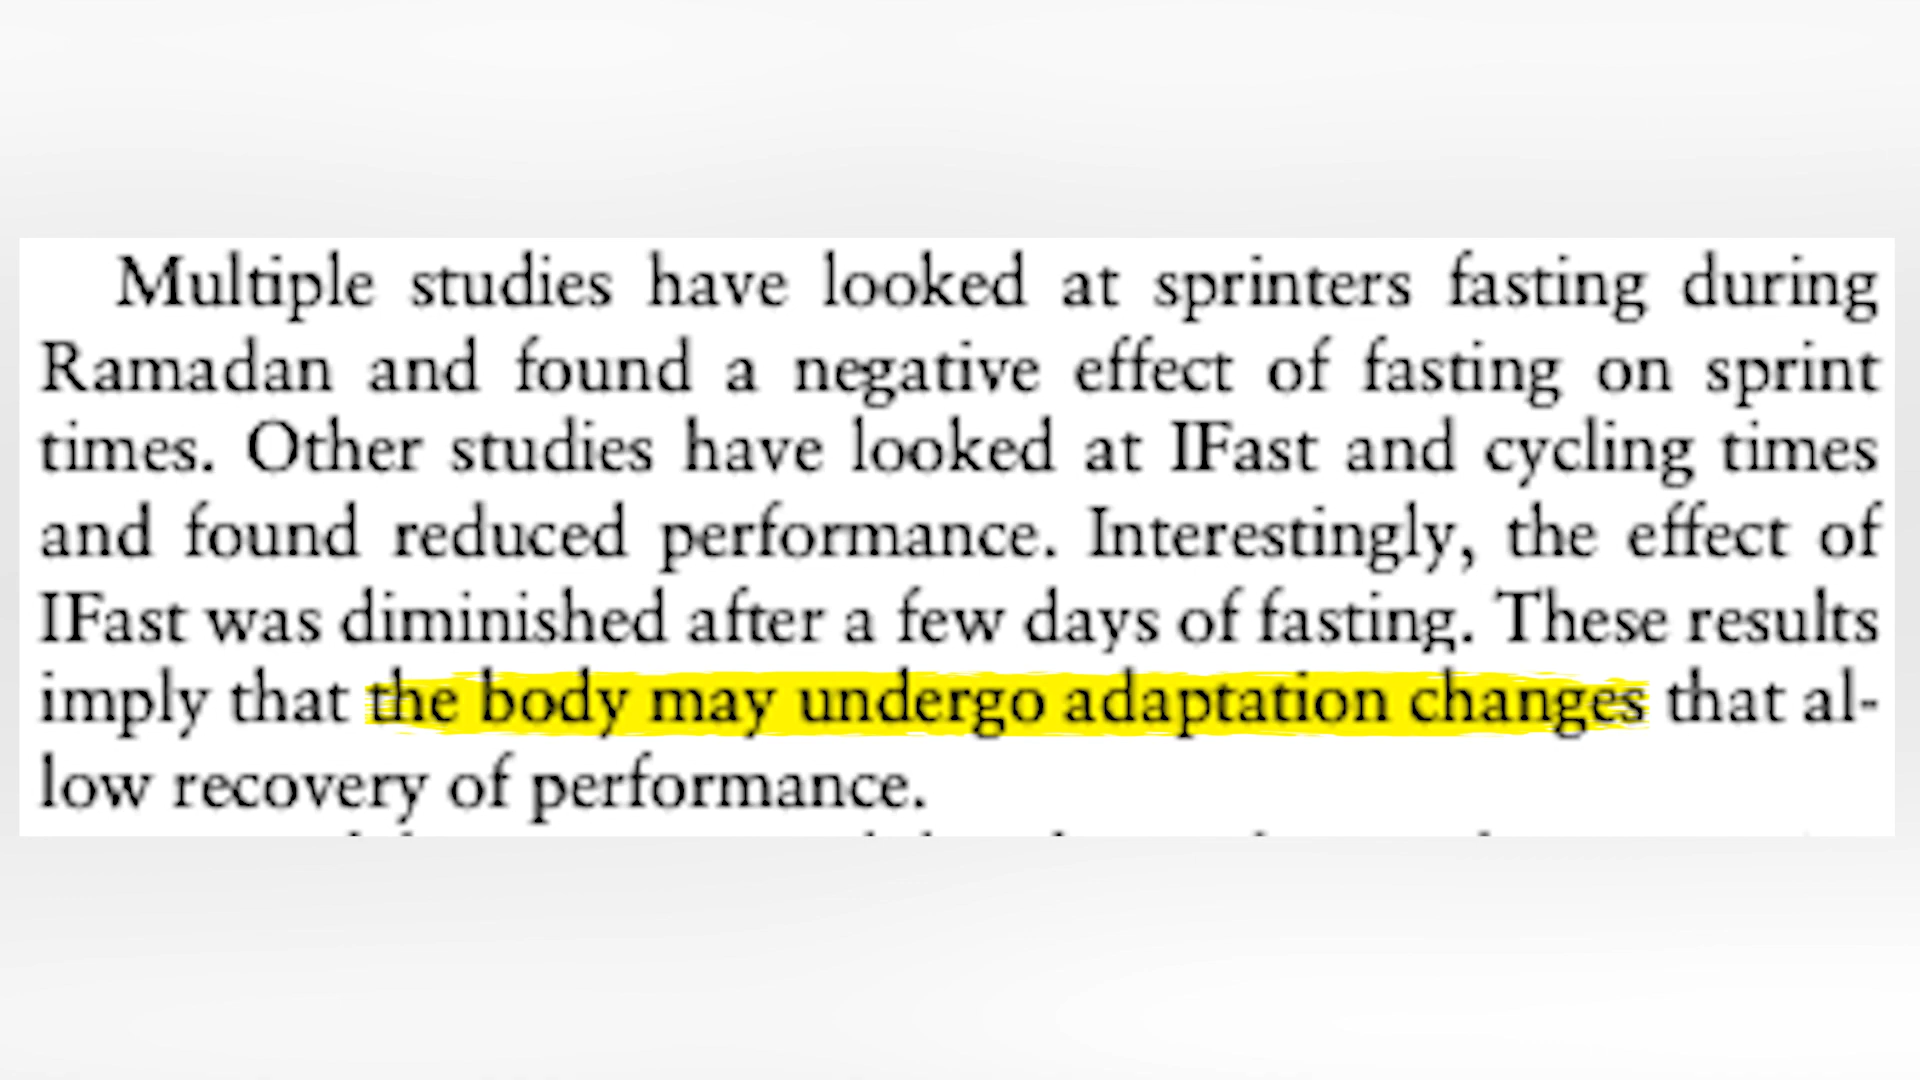 Multiple studies have looked at sprinters fasting during
Ramadan and found a negative effect of fasting on sprint
times. Other studies have looked at IFast and cycling times
and found reduced performance. Interestingly, the effect of
IFast was diminished after a few days of fasting. These results
imply that the body may undergo adaptation changes that al-
low recovery of performance.